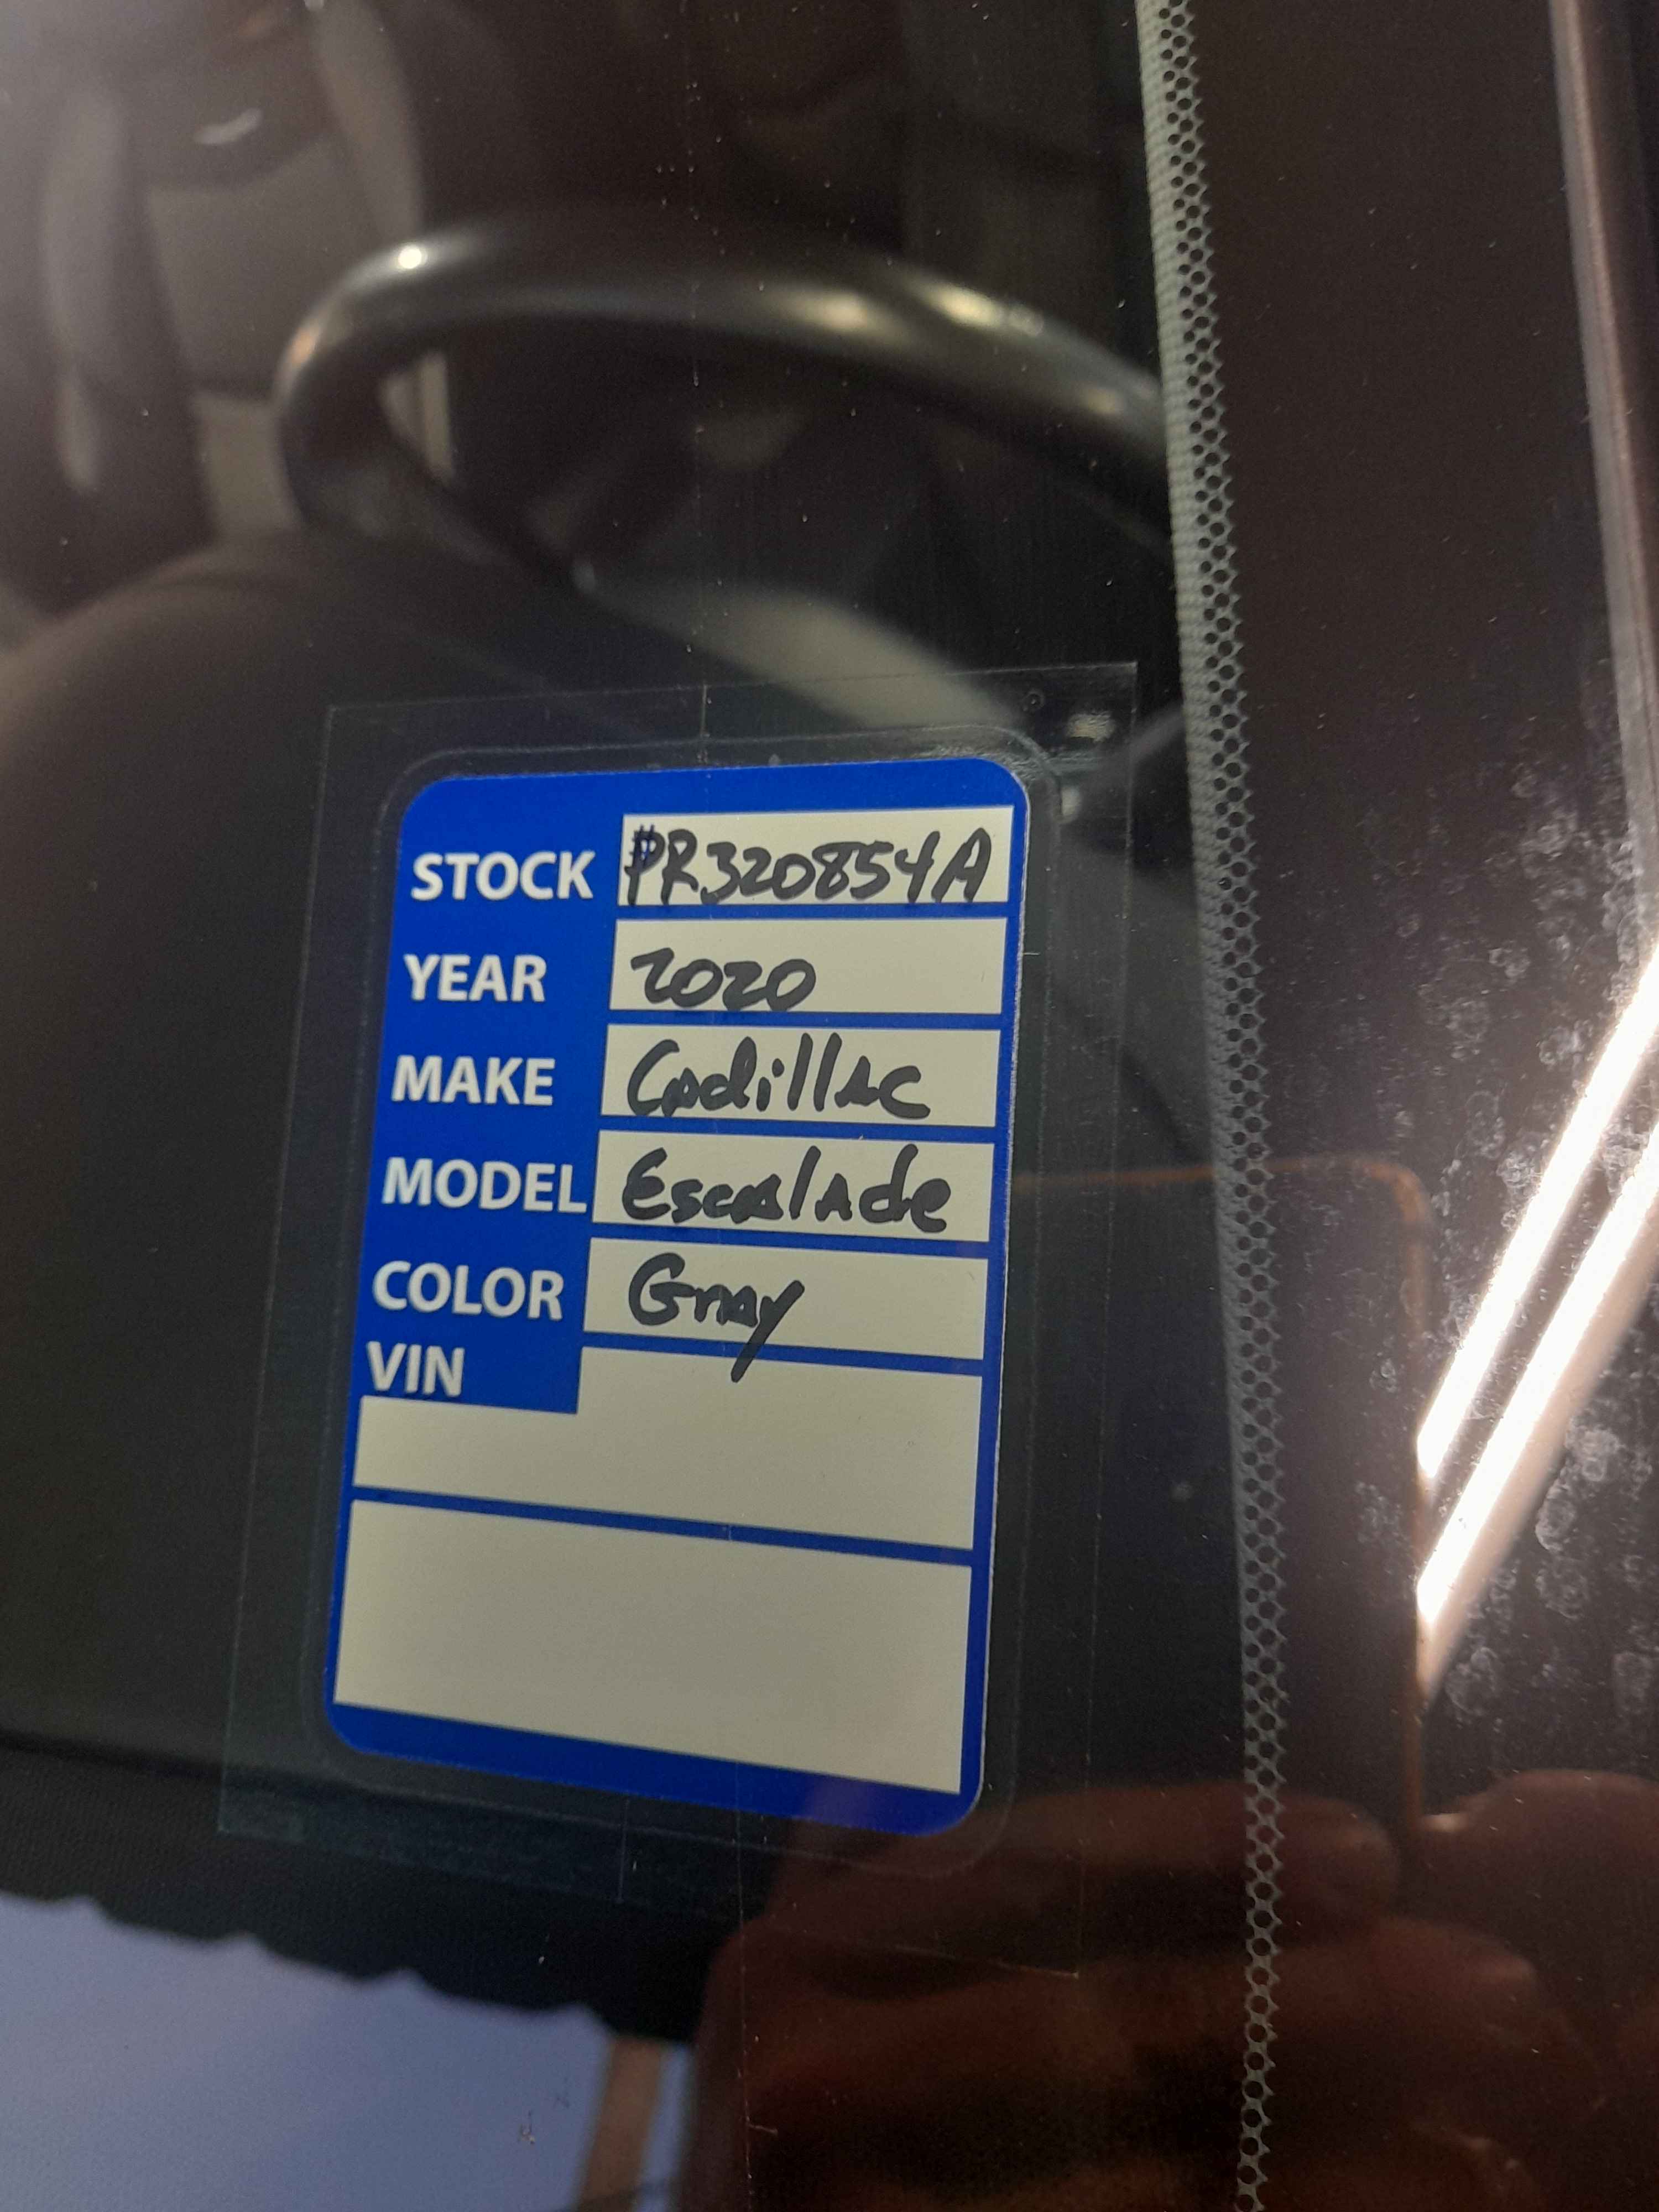 STOCK #PR320854A
YEAR 2020
MAKE Cadillac
MODEL Escalade
COLOR Gray
VIN